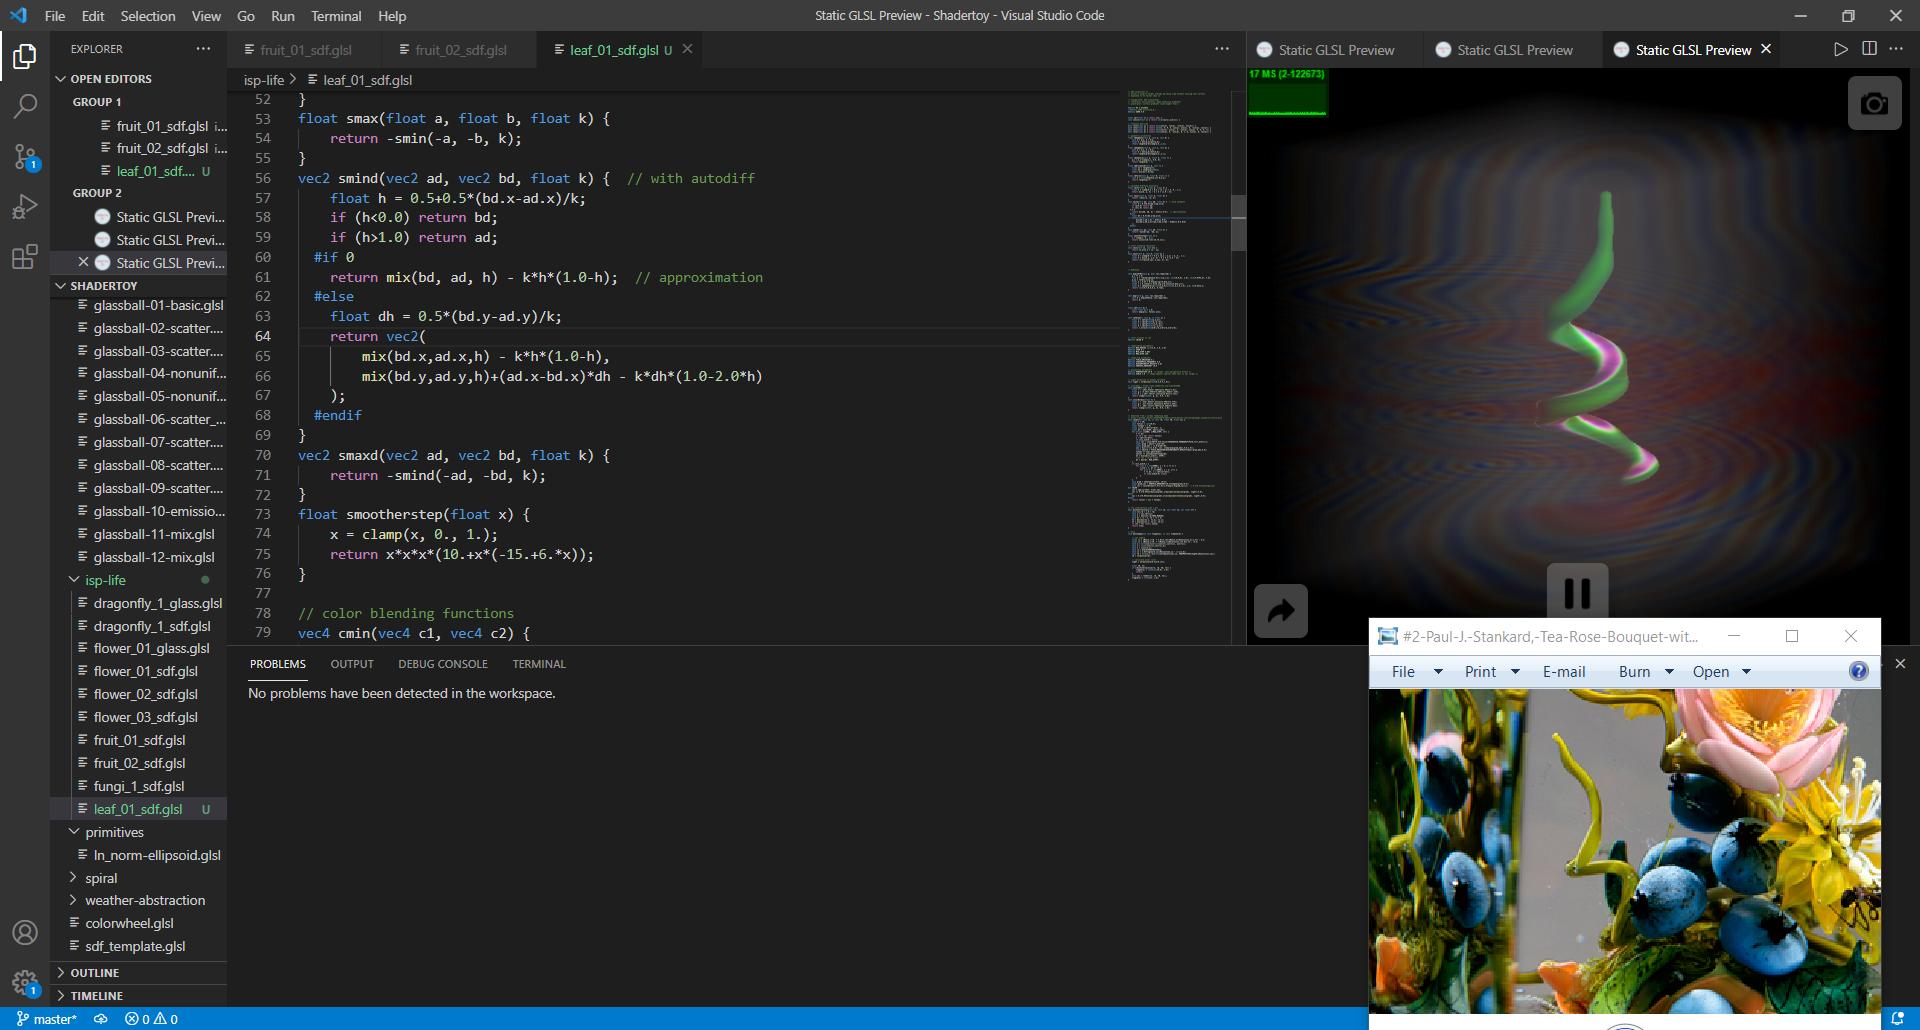 File Edit Selection View Go Run Terminal Help
Static GLSL Preview - Shadertoy - Visual Studio Code
EXPLORER
OPEN EDITORS
GROUP 1
fruit_01_sdf.glsl i...
fruit_02_sdf.glsl i...
leaf_01_sdf.... U
GROUP 2
Static GLSL Previ...
Static GLSL Previ...
Static GLSL Previ...
SHADERTOY
glassball-01-basic.glsl
glassball-02-scatter....
glassball-03-scatter....
glassball-04-nonunif...
glassball-05-nonunif...
glassball-06-scatter_...
glassball-07-scatter....
glassball-08-scatter....
glassball-09-scatter....
glassball-10-emissio...
glassball-11-mix.glsl
glassball-12-mix.glsl
isp-life
dragonfly_1_glass.glsl
dragonfly_1_sdf.glsl
flower_01_glass.glsl
flower_01_sdf.glsl
flower_02_sdf.glsl
flower_03_sdf.glsl
fruit_01_sdf.glsl
fruit_02_sdf.glsl
fungi_1_sdf.glsl
leaf_01_sdf.glsl U
primitives
ln_norm-ellipsoid.glsl
spiral
weather-abstraction
colorwheel.glsl
sdf_template.glsl
OUTLINE
TIMELINE
fruit_01_sdf.glsl
fruit_02_sdf.glsl
leaf_01_sdf.glsl U
isp-life > leaf_01_sdf.glsl
52 }
53 float smax(float a, float b, float k) {
54 return -smin(-a, -b, k);
55 }
56 vec2 smind(vec2 ad, vec2 bd, float k) { // with autodiff
57 float h = 0.5+0.5*(bd.x-ad.x)/k;
58 if (h<0.0) return bd;
59 if (h>1.0) return ad;
60 #if 0
61 return mix(bd, ad, h) - k*h*(1.0-h); // approximation
62 #else
63 float dh = 0.5*(bd.y-ad.y)/k;
64 return vec2(
65 mix(bd.x,ad.x,h) - k*h*(1.0-h),
66 mix(bd.y,ad.y,h)+(ad.x-bd.x)*dh - k*dh*(1.0-2.0*h)
67 );
68 #endif
69 }
70 vec2 smaxd(vec2 ad, vec2 bd, float k) {
71 return -smind(-ad, -bd, k);
72 }
73 float smootherstep(float x) {
74 x = clamp(x, 0., 1.);
75 return x*x*x*(10.+x*(-15.+6.*x));
76 }
77
78 // color blending functions
79 vec4 cmin(vec4 c1, vec4 c2) {
Static GLSL Preview
Static GLSL Preview
Static GLSL Preview
17 MS (2-122673)
PROBLEMS OUTPUT DEBUG CONSOLE TERMINAL
No problems have been detected in the workspace.
#2-Paul-J.-Stankard,-Tea-Rose-Bouquet-wit...
File Print E-mail Burn Open
1
1
master* 0 0